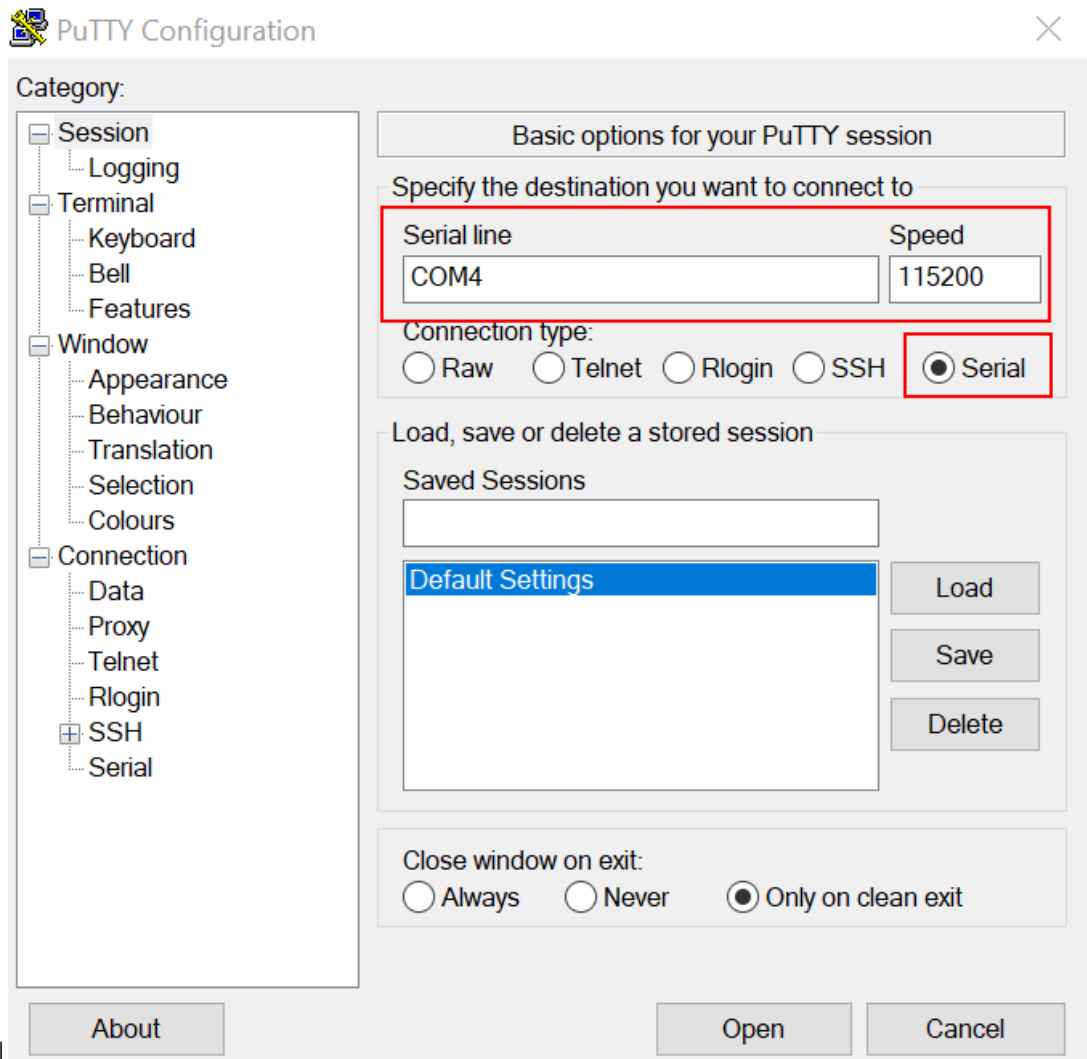 PuTTY Configuration
Category:
Session
Logging
Terminal
Keyboard
Bell
Features
Window
Appearance
Behaviour
Translation
Selection
Colours
Connection
Data
Proxy
Telnet
Rlogin
SSH
Serial
Basic options for your PuTTY session
Specify the destination you want to connect to
Serial line Speed
COM4 115200
Connection type:
Raw Telnet Rlogin SSH Serial
Load, save or delete a stored session
Saved Sessions
Default Settings
Load
Save
Delete
Close window on exit:
Always Never Only on clean exit
About Open Cancel